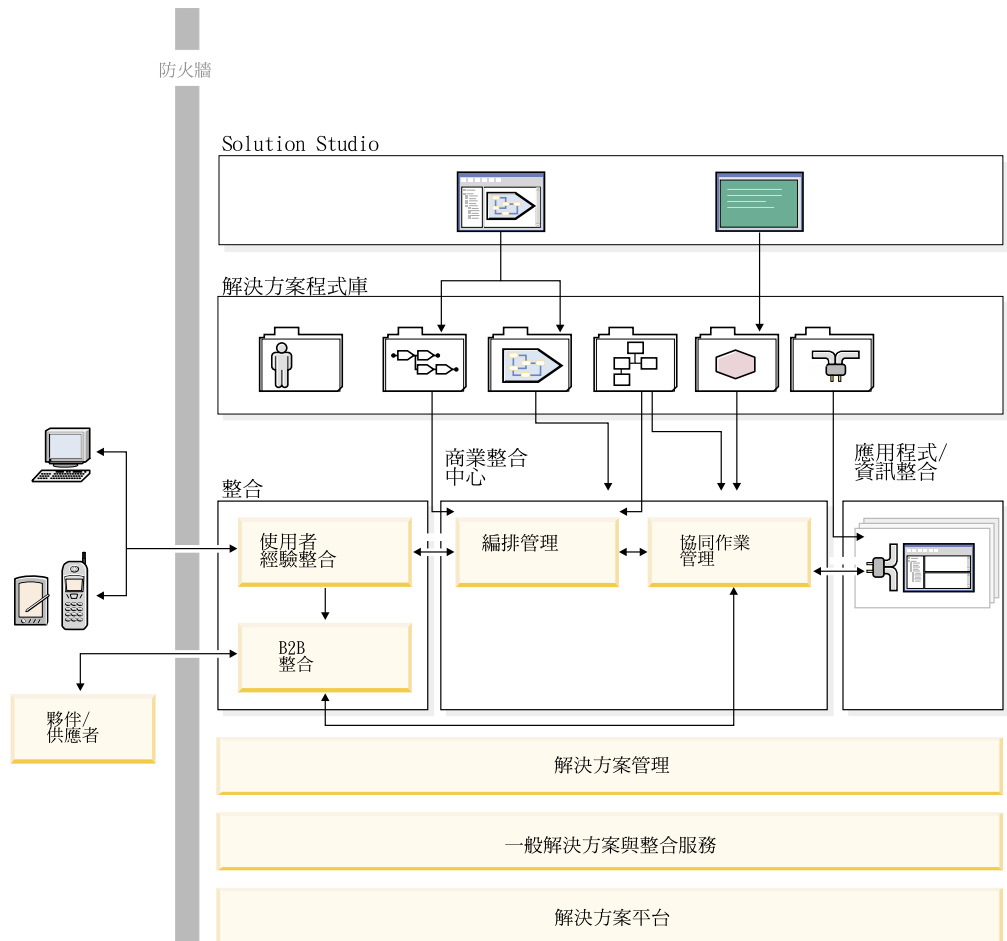 防火牆
Solution Studio
解決方案程式庫
商業整合
中心
應用程式/
資訊整合
整合
使用者
經驗整合
編排管理
協同作業
管理
B2B
整合
夥伴/
供應者
解決方案管理
一般解決方案與整合服務
解決方案平台